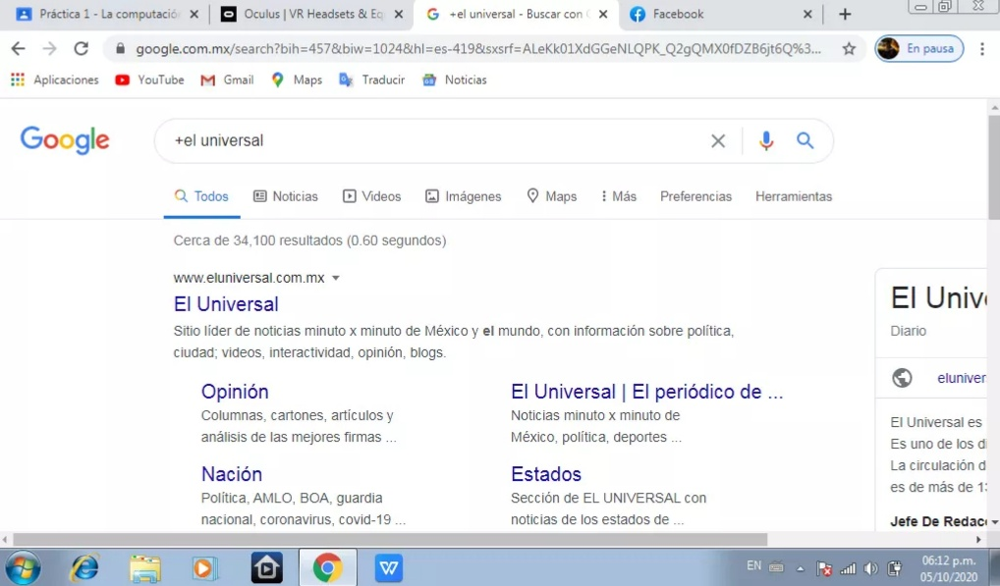 Práctica 1 - La computació
Oculus | VR Headsets & Eq
+el universal - Buscar con
Facebook
google.com.mx/search?bih=457&biw=1024&hl=es-419&sxsrf=ALeKk01XdGGeNLQPK_Q2gQMX0fDZB6jt6Q%3...
En pausa
Aplicaciones
YouTube
Gmail
Maps
Traducir
Noticias
Google
+el universal
Todos
Noticias
Videos
Imágenes
Maps
Más
Preferencias
Herramientas
Cerca de 34,100 resultados (0.60 segundos)
www.eluniversal.com.mx
El Universal
Sitio líder de noticias minuto x minuto de México y el mundo, con información sobre política,
ciudad; videos, interactividad, opinión, blogs.
Opinión
Columnas, cartones, artículos y
análisis de las mejores firmas ...
El Universal | El periódico de ...
Noticias minuto x minuto de
México, política, deportes ...
Nación
Política, AMLO, BOA, guardia
nacional, coronavirus, covid-19 ...
Estados
Sección de EL UNIVERSAL con
noticias de los estados de ...
El Unive
Diario
eluniver
El Universal es
Es uno de los di
La circulación d
es de más de 13
Jefe De Redacc
W
EN
06:12 p.m.
05/10/2020